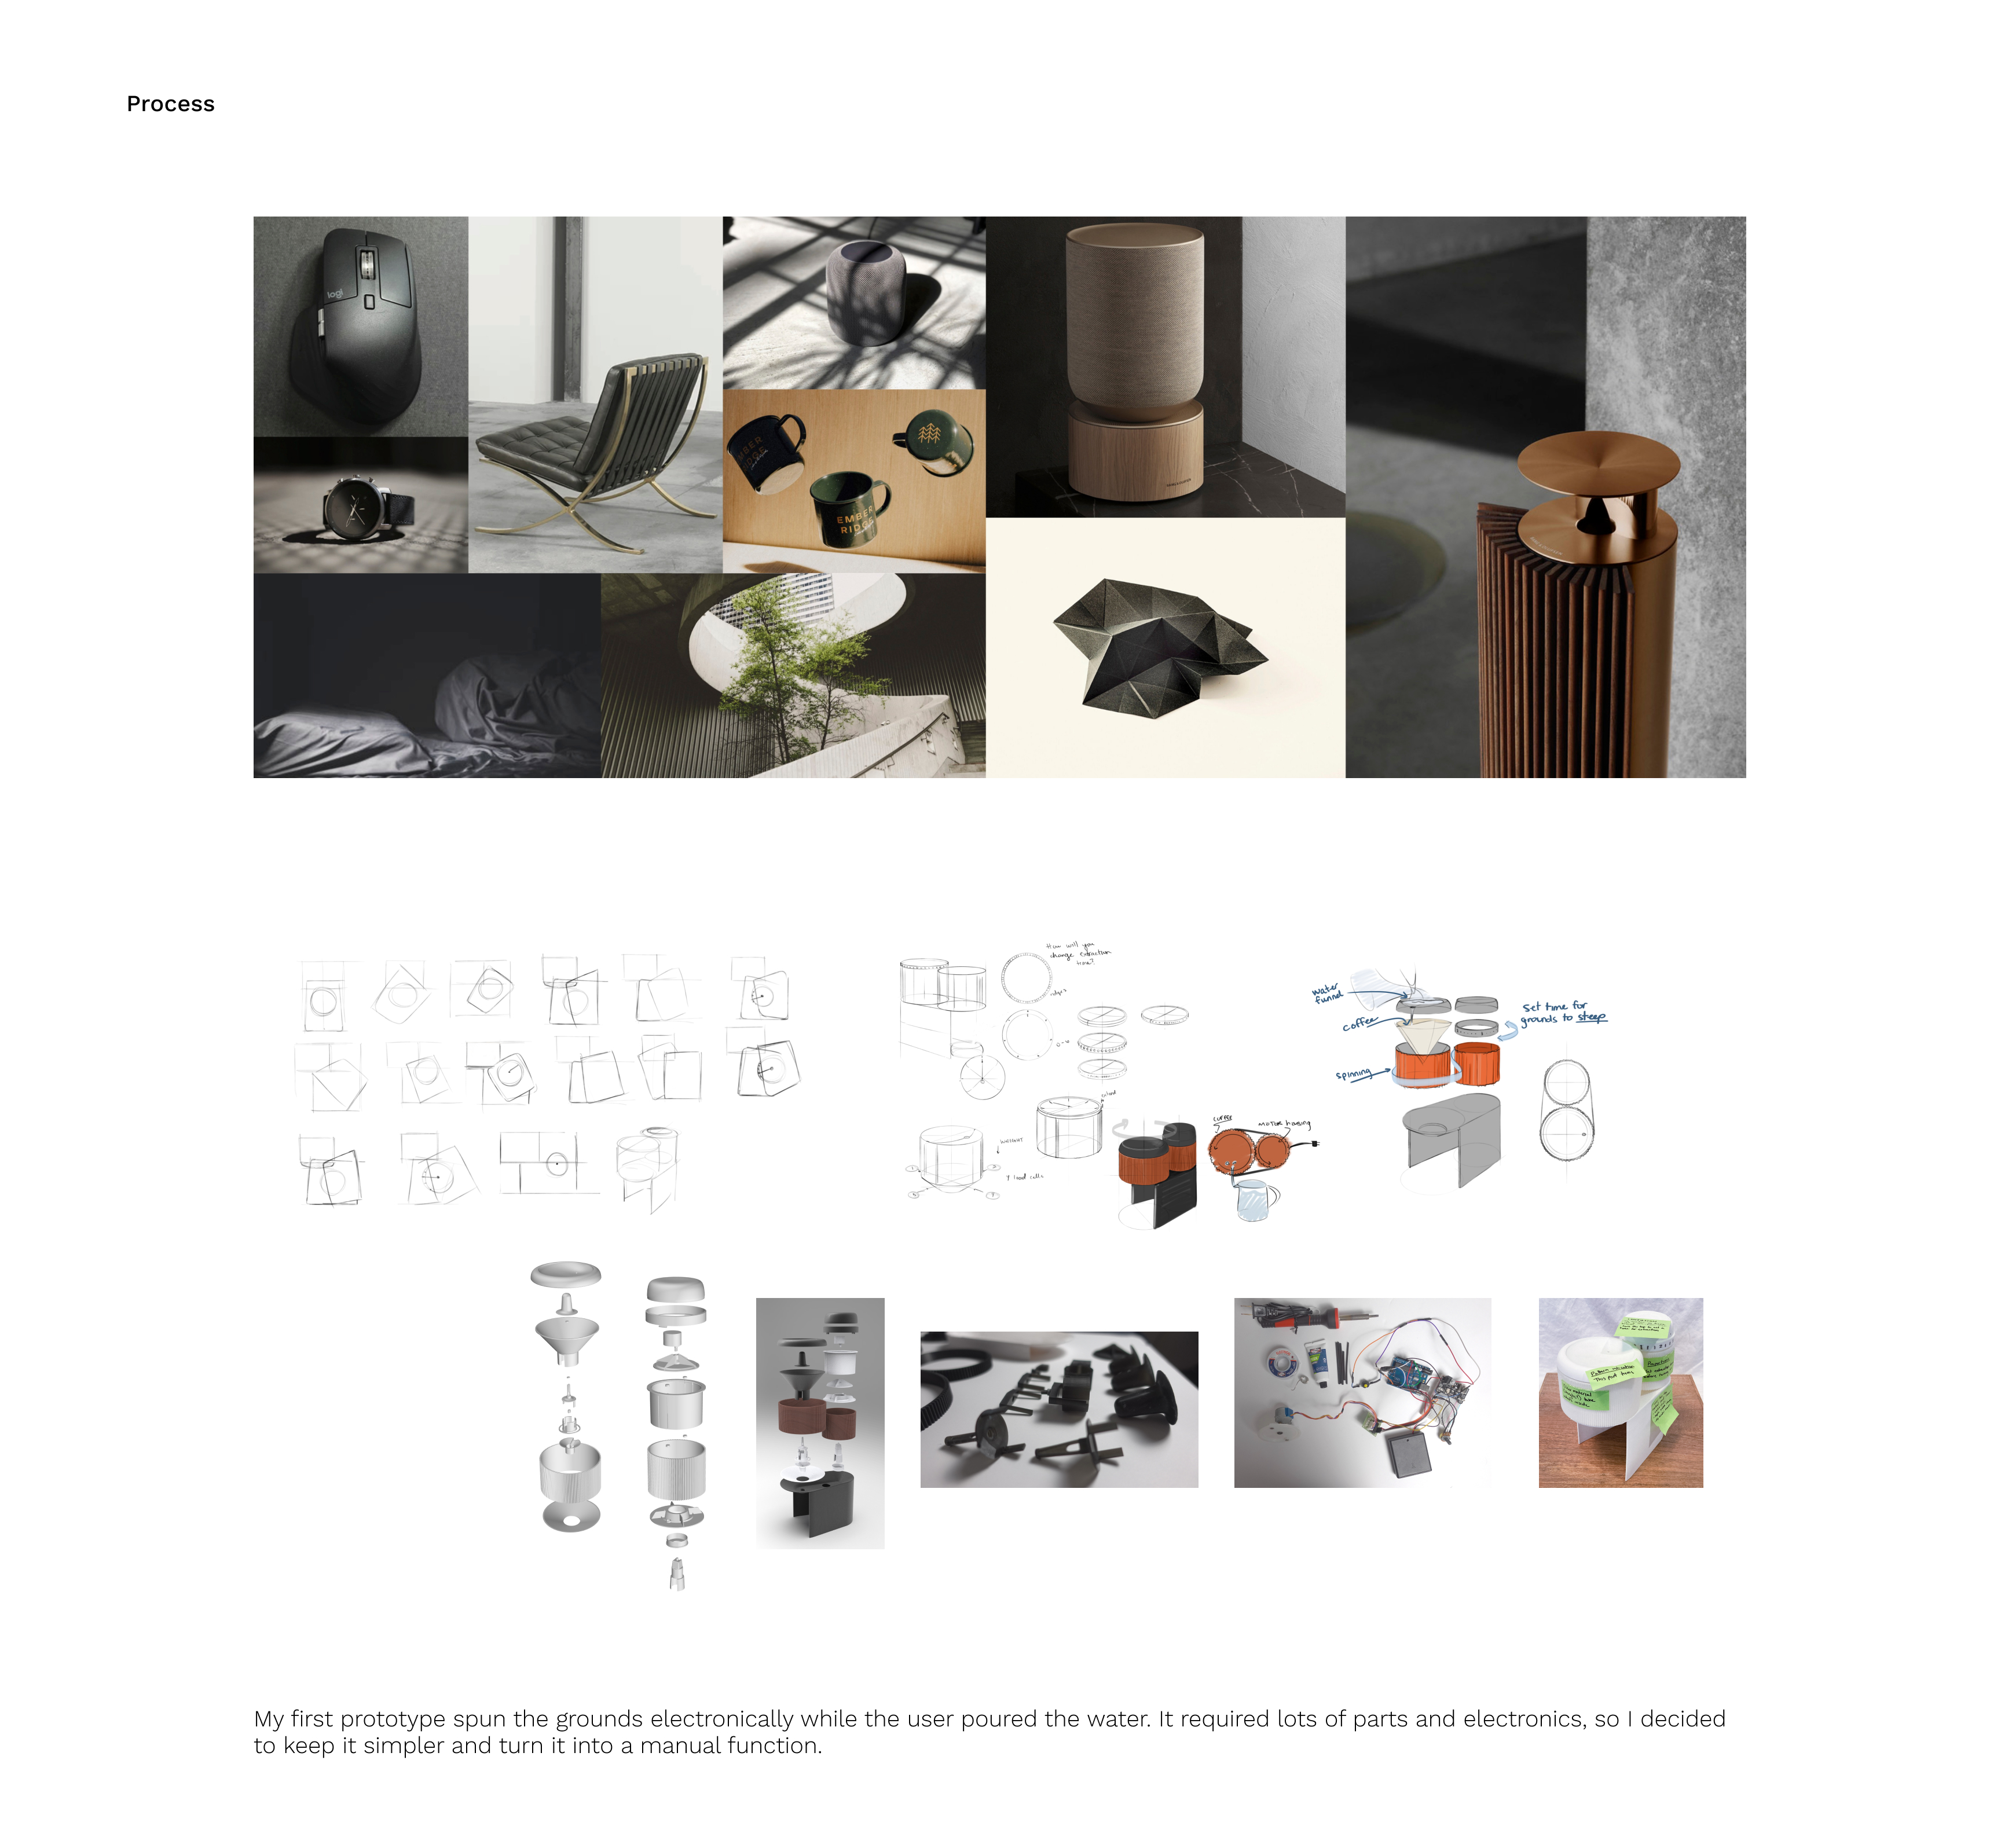 Process
logi
EMBER
RIDGE
How will you
change extraction
time?
ridges
water
funnel
coffee
spinning
Set time for
grounds to steep
coffee
Motor housing
4 load cells
My first prototype spun the grounds electronically while the user poured the water. It required lots of parts and electronics, so I decided
to keep it simpler and turn it into a manual function.